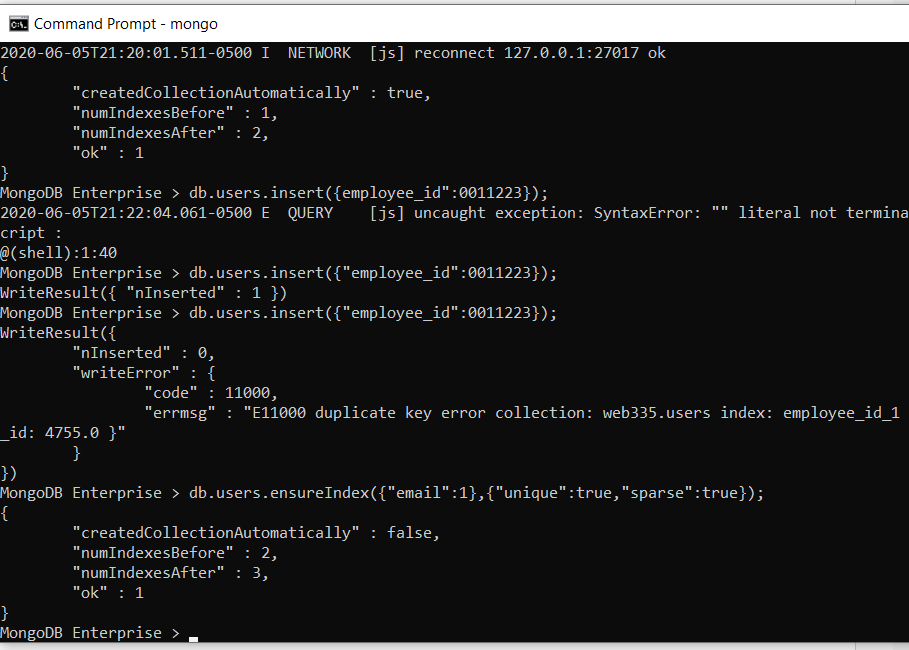 Command Prompt - mongo
2020-06-05T21:20:01.511-0500 I  NETWORK  [js] reconnect 127.0.0.1:27017 ok
{
        "createdCollectionAutomatically" : true,
        "numIndexesBefore" : 1,
        "numIndexesAfter" : 2,
        "ok" : 1
}
MongoDB Enterprise > db.users.insert({employee_id":0011223});
2020-06-05T21:22:04.061-0500 E  QUERY    [js] uncaught exception: SyntaxError: "" literal not termina
cript :
@(shell):1:40
MongoDB Enterprise > db.users.insert({"employee_id":0011223});
WriteResult({ "nInserted" : 1 })
MongoDB Enterprise > db.users.insert({"employee_id":0011223});
WriteResult({
        "nInserted" : 0,
        "writeError" : {
                "code" : 11000,
                "errmsg" : "E11000 duplicate key error collection: web335.users index: employee_id_1
_id: 4755.0 }"
        }
})
MongoDB Enterprise > db.users.ensureIndex({"email":1},{"unique":true,"sparse":true});
{
        "createdCollectionAutomatically" : false,
        "numIndexesBefore" : 2,
        "numIndexesAfter" : 3,
        "ok" : 1
}
MongoDB Enterprise >